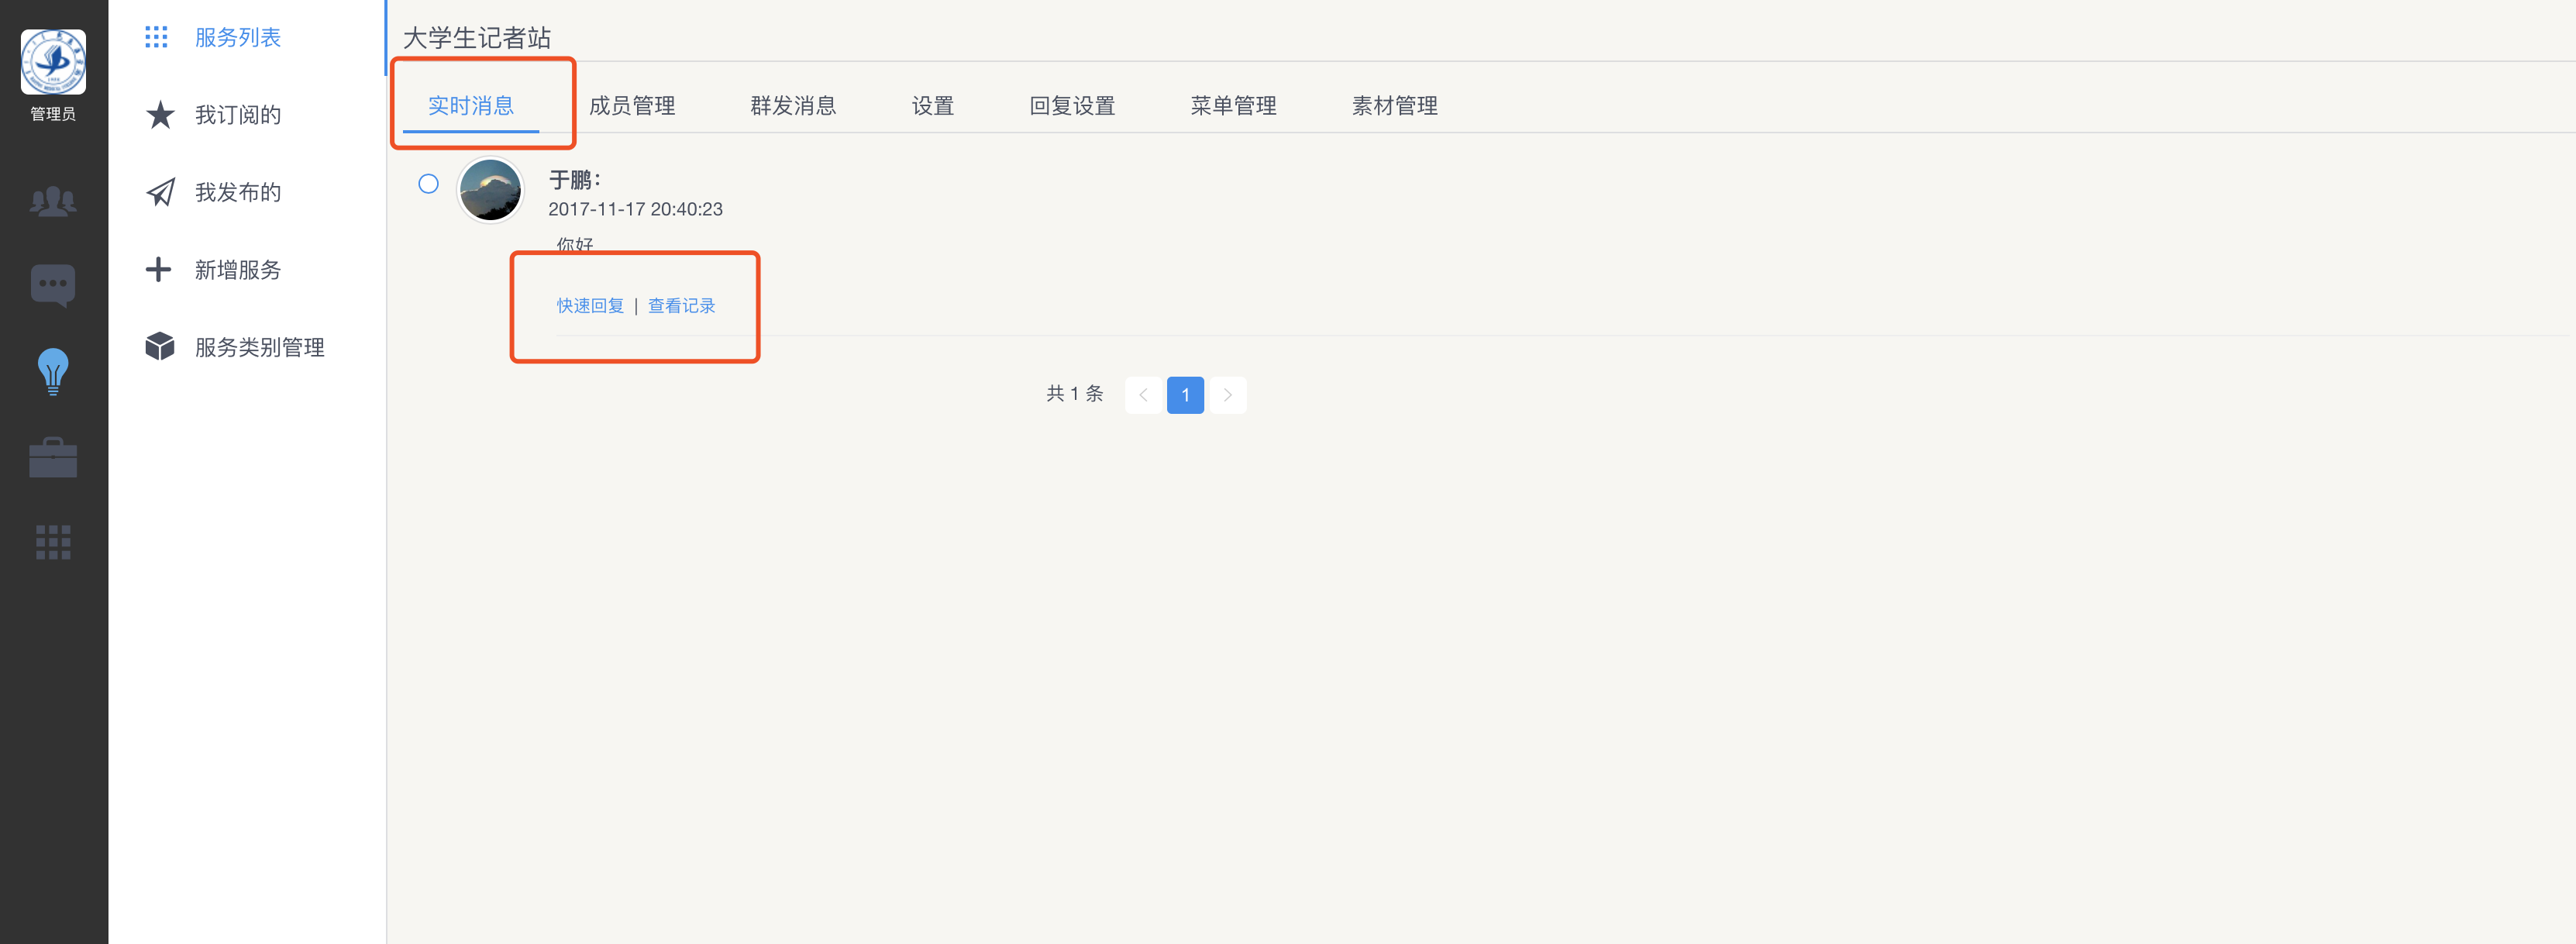 管理员
服务列表
我订阅的
我发布的
新增服务
服务类别管理
大学生记者站
实时消息 成员管理 群发消息 设置 回复设置 菜单管理 素材管理
于鹏：
2017-11-17 20:40:23
你好
快速回复 | 查看记录
共 1 条 < 1 >